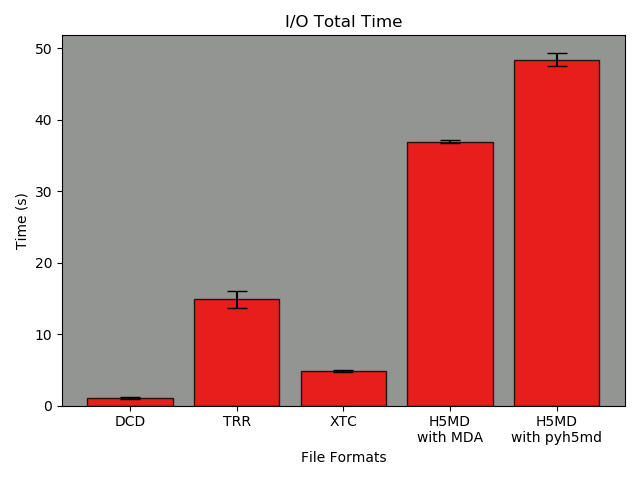 I/O Total Time
50
40
30
20
10
0
Time (s)
DCD
TRR
XTC
H5MD
with MDA
H5MD
with pyh5md
File Formats